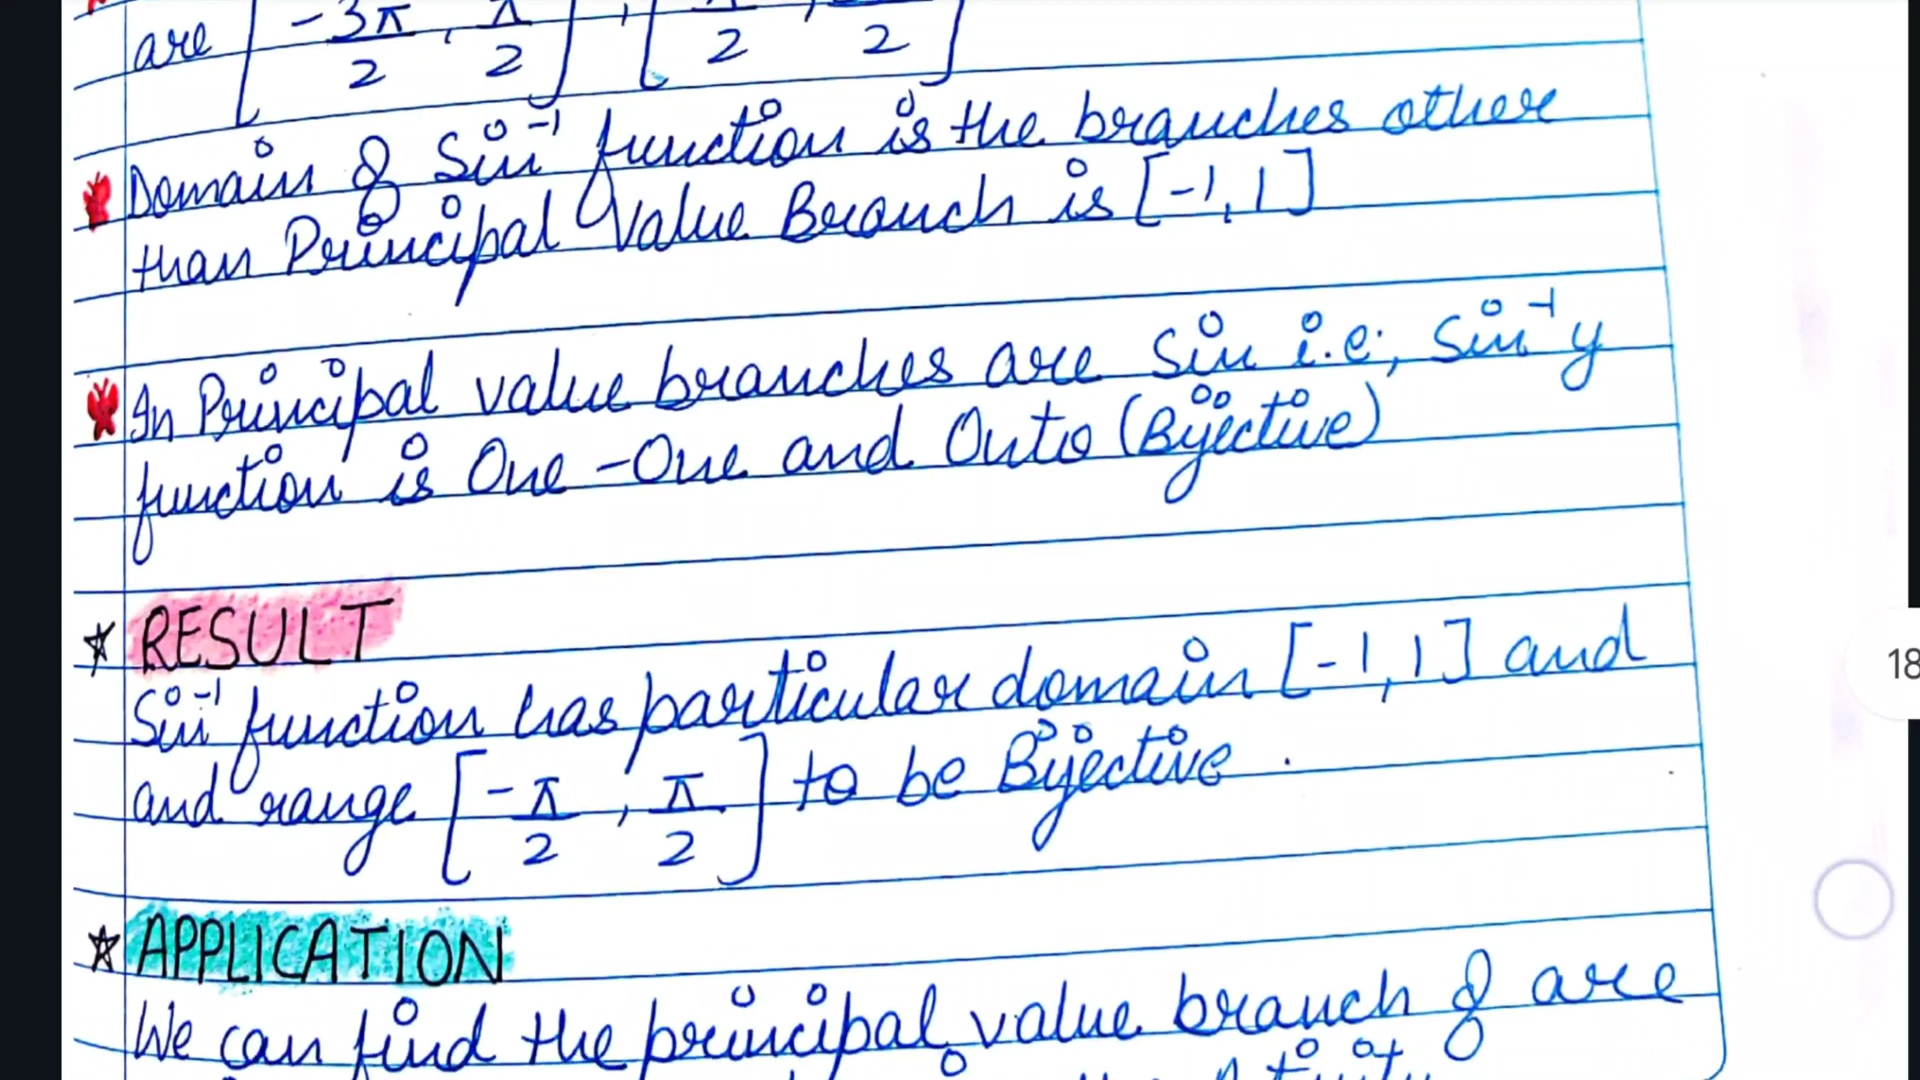 are [-3π/2, π/2], [π/2, 2]
Domain of Sin⁻¹ function is the branches other
than Principal Value Branch is [-1, 1]
In Principal value branches are Sin i.e; Sin⁻¹ y
function is One-One and Onto (Bijective)
RESULT
Sin⁻¹ function has particular domain [-1, 1] and
and range [-π/2, π/2] to be Bijective.
APPLICATION
We can find the principal value branch of are
18